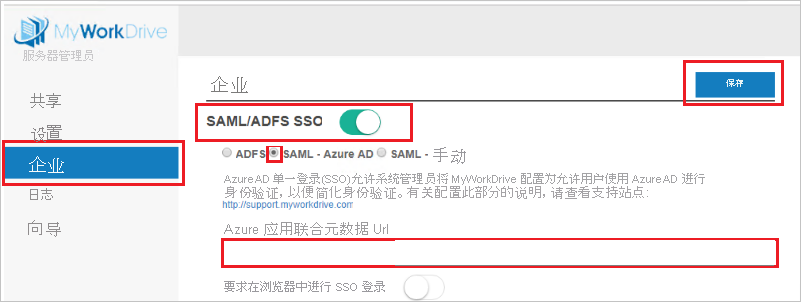 MyWorkDrive
服务器管理员
共享
设置
企业
日志
向导
企业
保存
SAML/ADFS SSO
ADFS SAML - Azure AD SAML - 手动
Azure AD 单一登录(SSO)允许系统管理员将 MyWorkDrive 配置为允许用户使用 Azure AD 进行
身份验证，以便简化身份验证。有关配置此部分的说明，请查看支持站点：
http://support.myworkdrive.com
Azure 应用联合元数据 Url
要求在浏览器中进行 SSO 登录